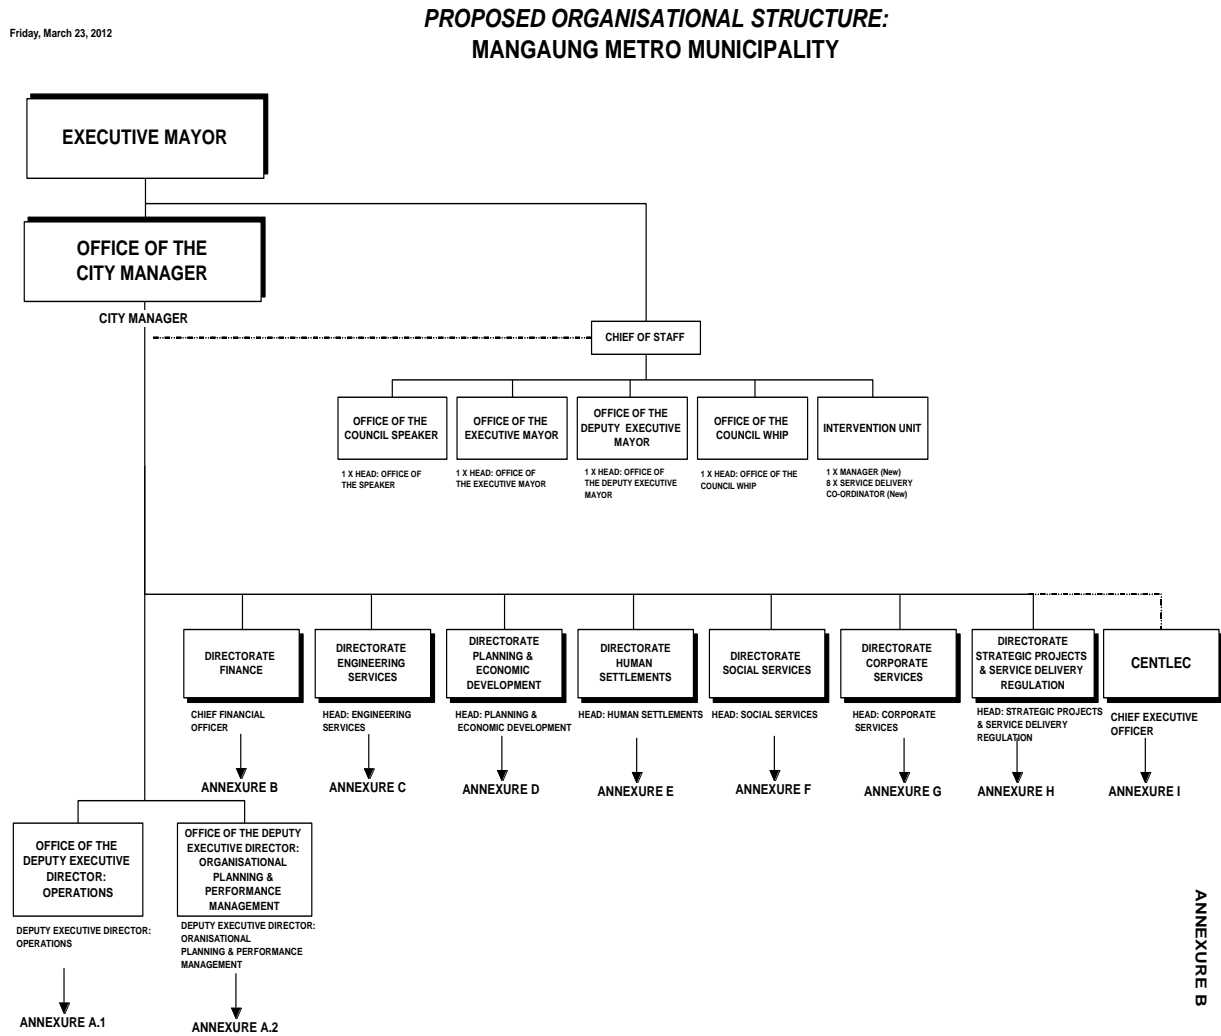 PROPOSED ORGANISATIONAL STRUCTURE:
MANGAUNG METRO MUNICIPALITY
Friday, March 23, 2012
EXECUTIVE MAYOR
OFFICE OF THE
CITY MANAGER
CITY MANAGER
CHIEF OF STAFF
OFFICE OF THE
COUNCIL SPEAKER
1 X HEAD: OFFICE OF
THE SPEAKER
OFFICE OF THE
EXECUTIVE MAYOR
1 X HEAD: OFFICE OF
THE EXECUTIVE MAYOR
OFFICE OF THE
DEPUTY EXECUTIVE
MAYOR
1 X HEAD: OFFICE OF
THE DEPUTY EXECUTIVE
MAYOR
OFFICE OF THE
COUNCIL WHIP
1 X HEAD: OFFICE OF THE
COUNCIL WHIP
INTERVENTION UNIT
1 X MANAGER (New)
8 X SERVICE DELIVERY
CO-ORDINATOR (New)
DIRECTORATE
FINANCE
CHIEF FINANCIAL
OFFICER
ANNEXURE B
DIRECTORATE
ENGINEERING
SERVICES
HEAD: ENGINEERING
SERVICES
ANNEXURE C
DIRECTORATE
PLANNING &
ECONOMIC
DEVELOPMENT
HEAD: PLANNING &
ECONOMIC DEVELOPMENT
ANNEXURE D
DIRECTORATE
HUMAN
SETTLEMENTS
HEAD: HUMAN SETTLEMENTS
ANNEXURE E
DIRECTORATE
SOCIAL SERVICES
HEAD: SOCIAL SERVICES
ANNEXURE F
DIRECTORATE
CORPORATE
SERVICES
HEAD: CORPORATE
SERVICES
ANNEXURE G
DIRECTORATE
STRATEGIC PROJECTS
& SERVICE DELIVERY
REGULATION
HEAD: STRATEGIC PROJECTS
& SERVICE DELIVERY
REGULATION
ANNEXURE H
CENTLEC
CHIEF EXECUTIVE
OFFICER
ANNEXURE I
OFFICE OF THE
DEPUTY EXECUTIVE
DIRECTOR:
OPERATIONS
DEPUTY EXECUTIVE DIRECTOR:
OPERATIONS
ANNEXURE A.1
OFFICE OF THE DEPUTY
EXECUTIVE DIRECTOR:
ORGANISATIONAL
PLANNING &
PERFORMANCE
MANAGEMENT
DEPUTY EXECUTIVE DIRECTOR:
ORANISATIONAL
PLANNING & PERFORMANCE
MANAGEMENT
ANNEXURE A.2
ANNEXURE B